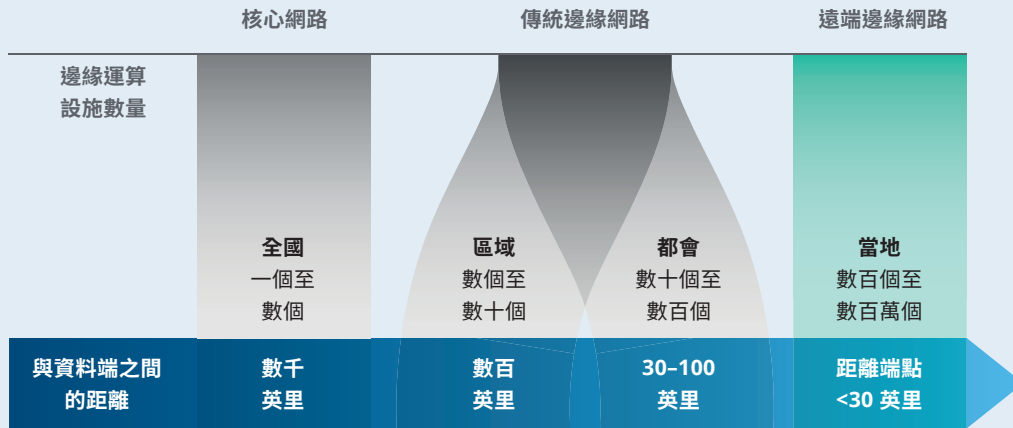 核心網路
傳統邊緣網路
遠端邊緣網路
邊緣運算
設施數量
全國
一個至
數個
區域
數個至
數十個
都會
數十個至
數百個
當地
數百個至
數百萬個
與資料端之間
的距離
數千
英里
數百
英里
30–100
英里
距離端點
<30 英里